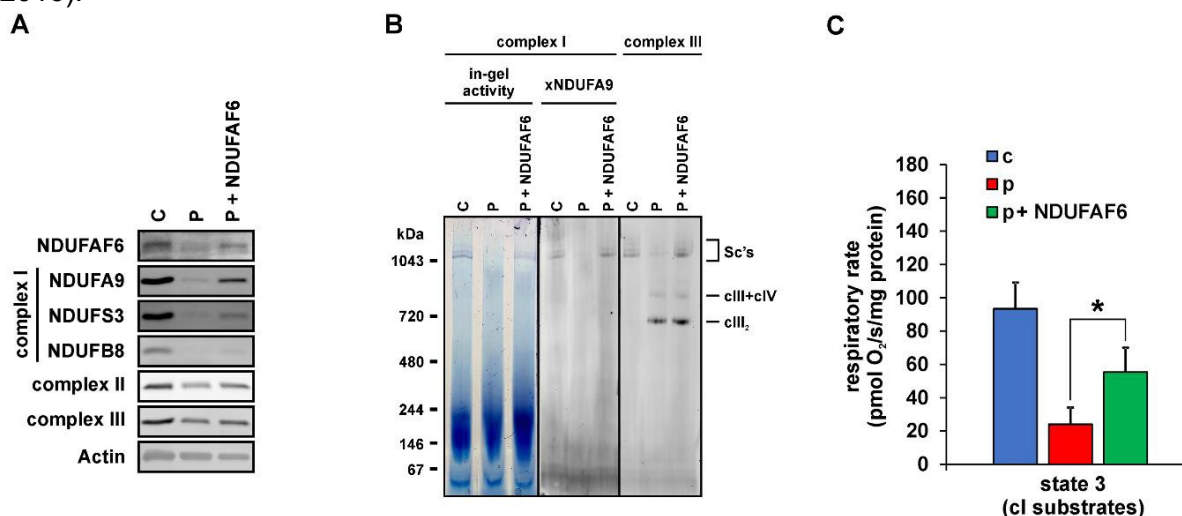 A
C
P
P + NDUFAF6
NDUFAF6
complex I
NDUFA9
NDUFS3
NDUFB8
complex II
complex III
Actin
B
complex I
complex III
in-gel
activity
xNDUFA9
C
P
P + NDUFAF6
C
P
P + NDUFAF6
C
P
P + NDUFAF6
kDa
1043
720
480
244
146
67
Sc's
cIII+cIV
cIII₂
C
c
p
p + NDUFAF6
respiratory rate
(pmol O₂/s/mg protein)
180
160
140
120
100
80
60
40
20
0
*
state 3
(cI substrates)